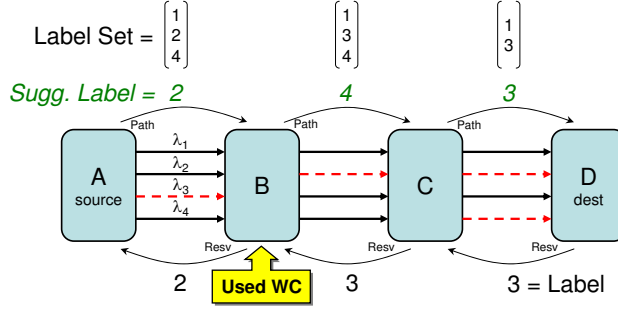 Label Set = [1 2 4] [1 3 4] [1 3]
Sugg. Label = 2 4 3
Path Path Path
λ1
λ2
λ3
λ4
A
source
B
C
D
dest
Resv Resv Resv
2 3 3 = Label
Used WC